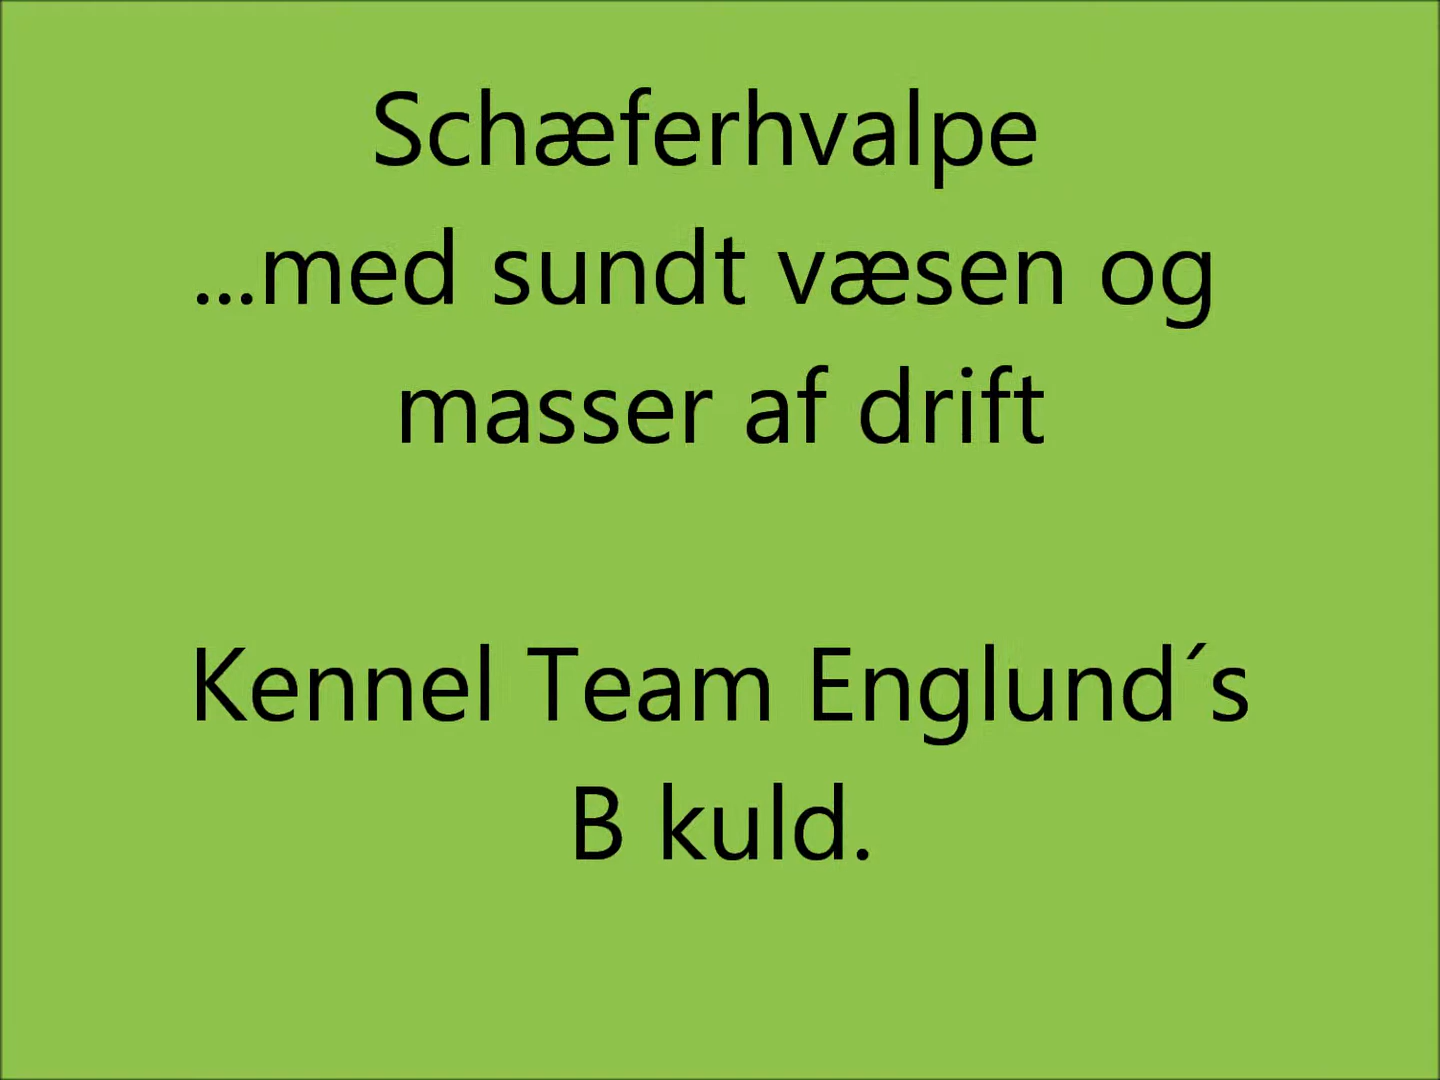 Schæferhvalpe
...med sundt væsen og
masser af drift
Kennel Team Englund´s
B kuld.